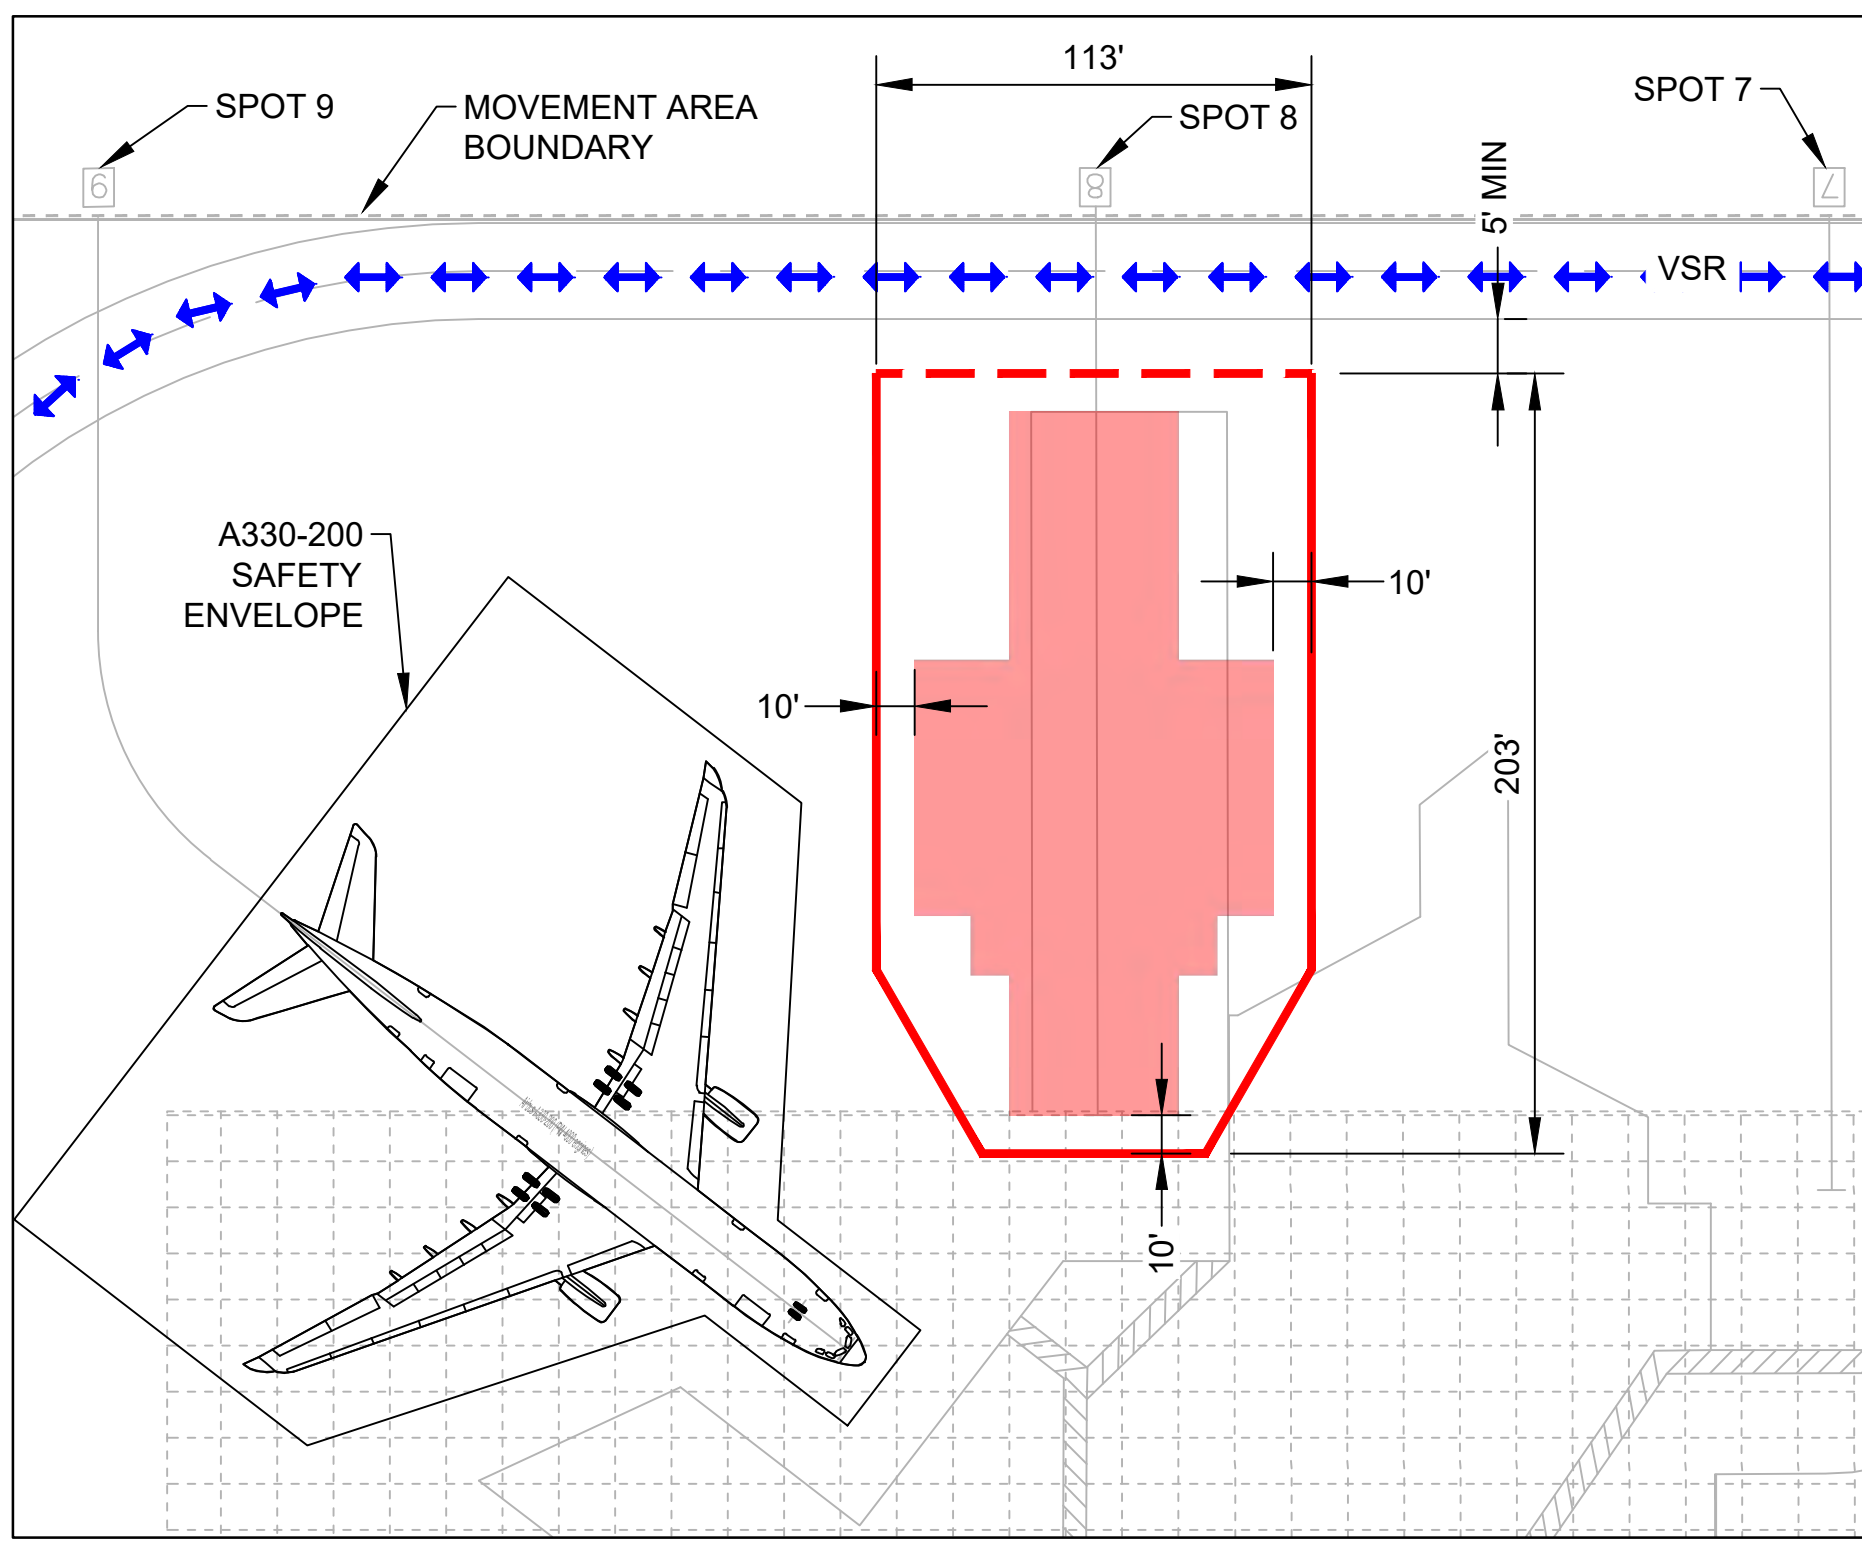 113'
SPOT 9
MOVEMENT AREA
BOUNDARY
SPOT 8
SPOT 7
9
8
7
5' MIN
VSR
A330-200
SAFETY
ENVELOPE
10'
10'
203'
10'